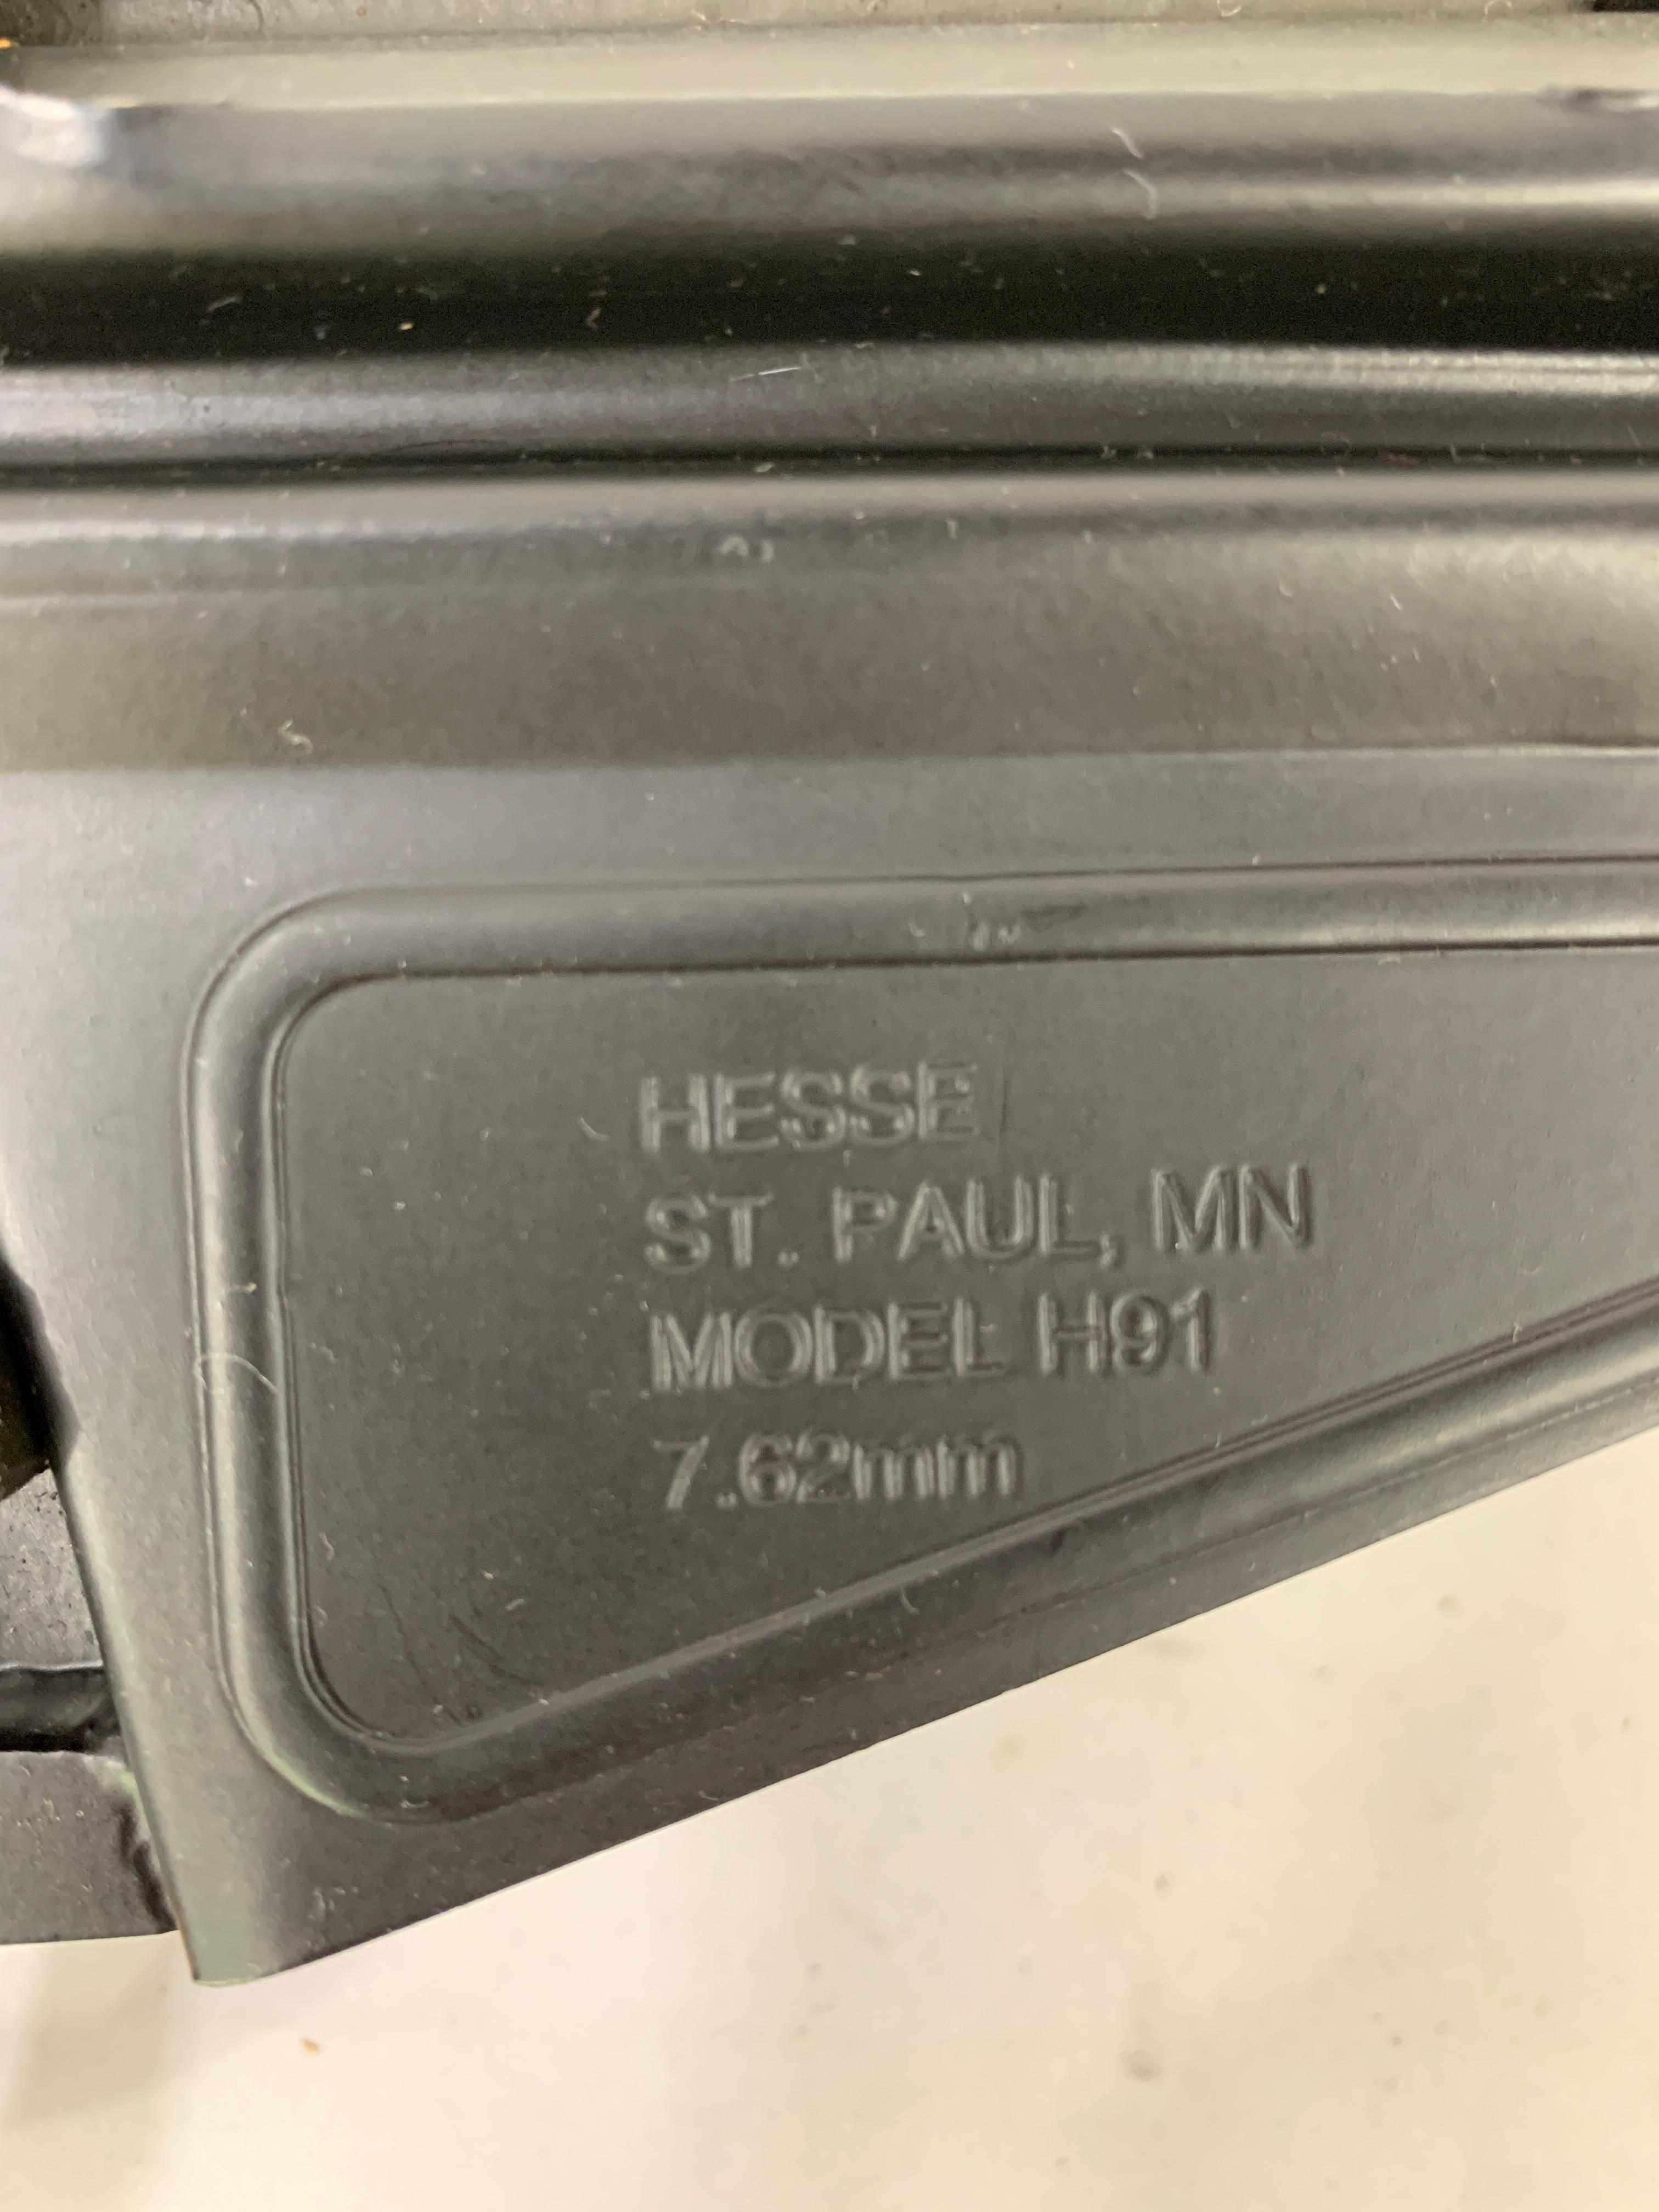 HESSE
ST. PAUL, MN
MODEL H91
7.62mm